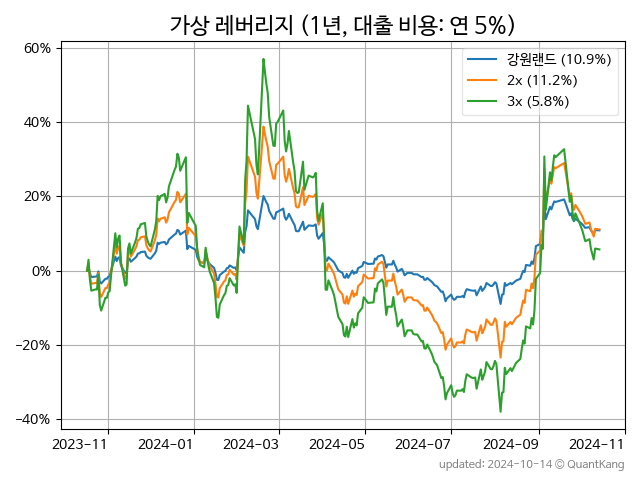 가상 레버리지 (1년, 대출 비용: 연 5%)
강원랜드 (10.9%)
2x (11.2%)
3x (5.8%)
60%
40%
20%
0%
−20%
−40%
2023-11
2024-01
2024-03
2024-05
2024-07
2024-09
2024-11
updated: 2024-10-14 © QuantKang